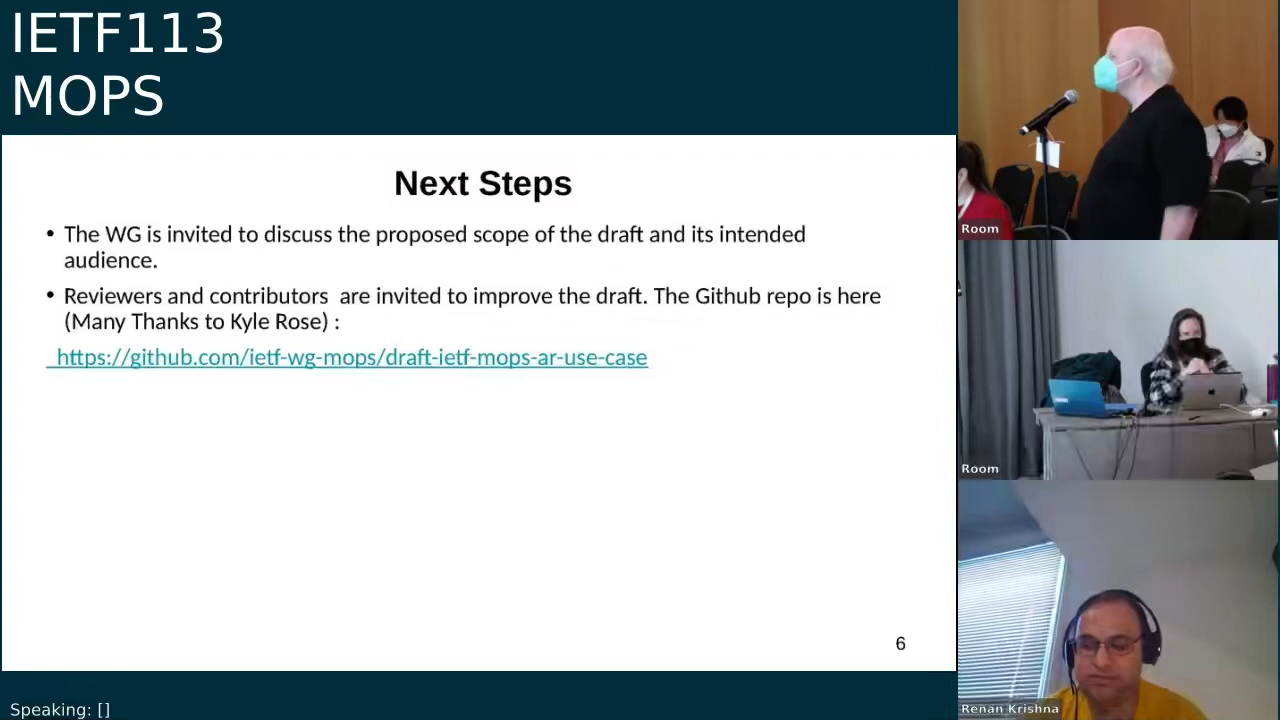 IETF113
MOPS
Next Steps
• The WG is invited to discuss the proposed scope of the draft and its intended
audience.
• Reviewers and contributors  are invited to improve the draft. The Github repo is here
(Many Thanks to Kyle Rose) :
https://github.com/ietf-wg-mops/draft-ietf-mops-ar-use-case
6
Speaking: []
Room
Room
Renan Krishna